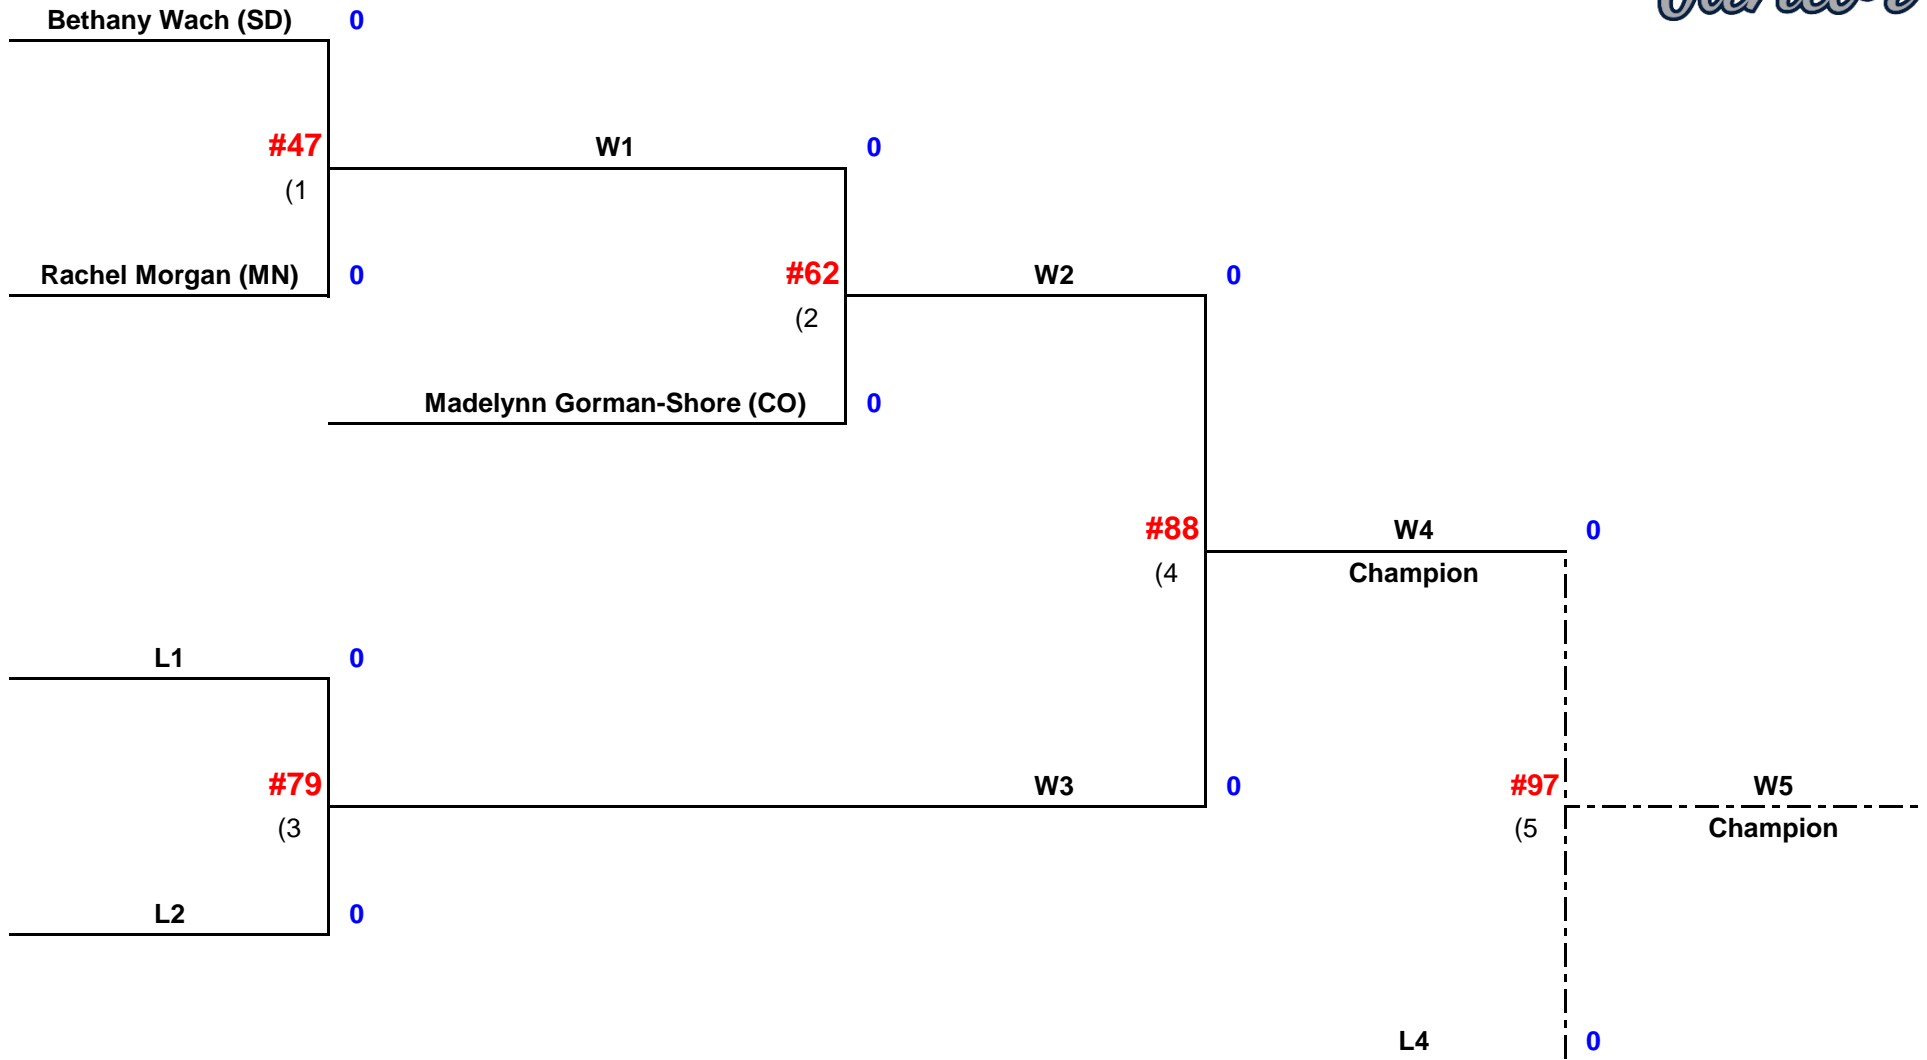 Bethany Wach (SD) 0
#47 W1 0
(1
Rachel Morgan (MN) 0 #62 W2 0
(2
Madelynn Gorman-Shore (CO) 0
#88 W4 0
(4 Champion
L1 0
#79 W3 0 #97 W5
(3 (5 Champion
L2 0
L4 0